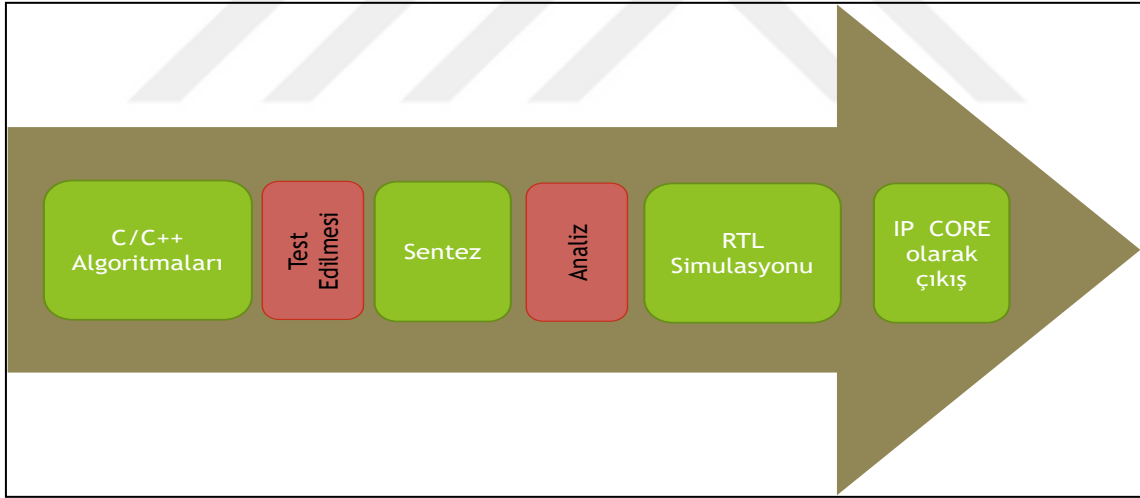 C/C++
Algoritmaları
Test
Edilmesi
Sentez
Analiz
RTL
Simulasyonu
IP CORE
olarak
çıkış